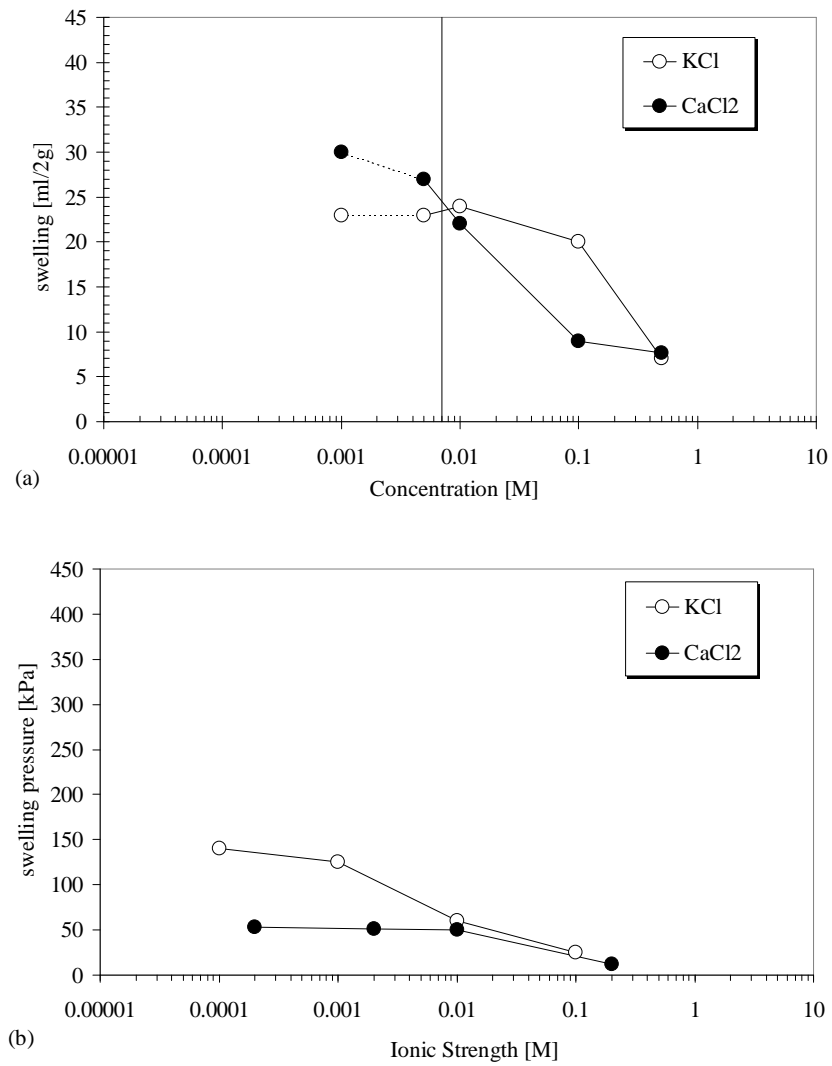 45
40
35
30
25
20
15
10
5
0
swelling [ml/2g]
KCl
CaCl2
0.00001 0.0001 0.001 0.01 0.1 1 10
Concentration [M]
(a)
450
400
350
300
250
200
150
100
50
0
swelling pressure [kPa]
KCl
CaCl2
0.00001 0.0001 0.001 0.01 0.1 1 10
Ionic Strength [M]
(b)